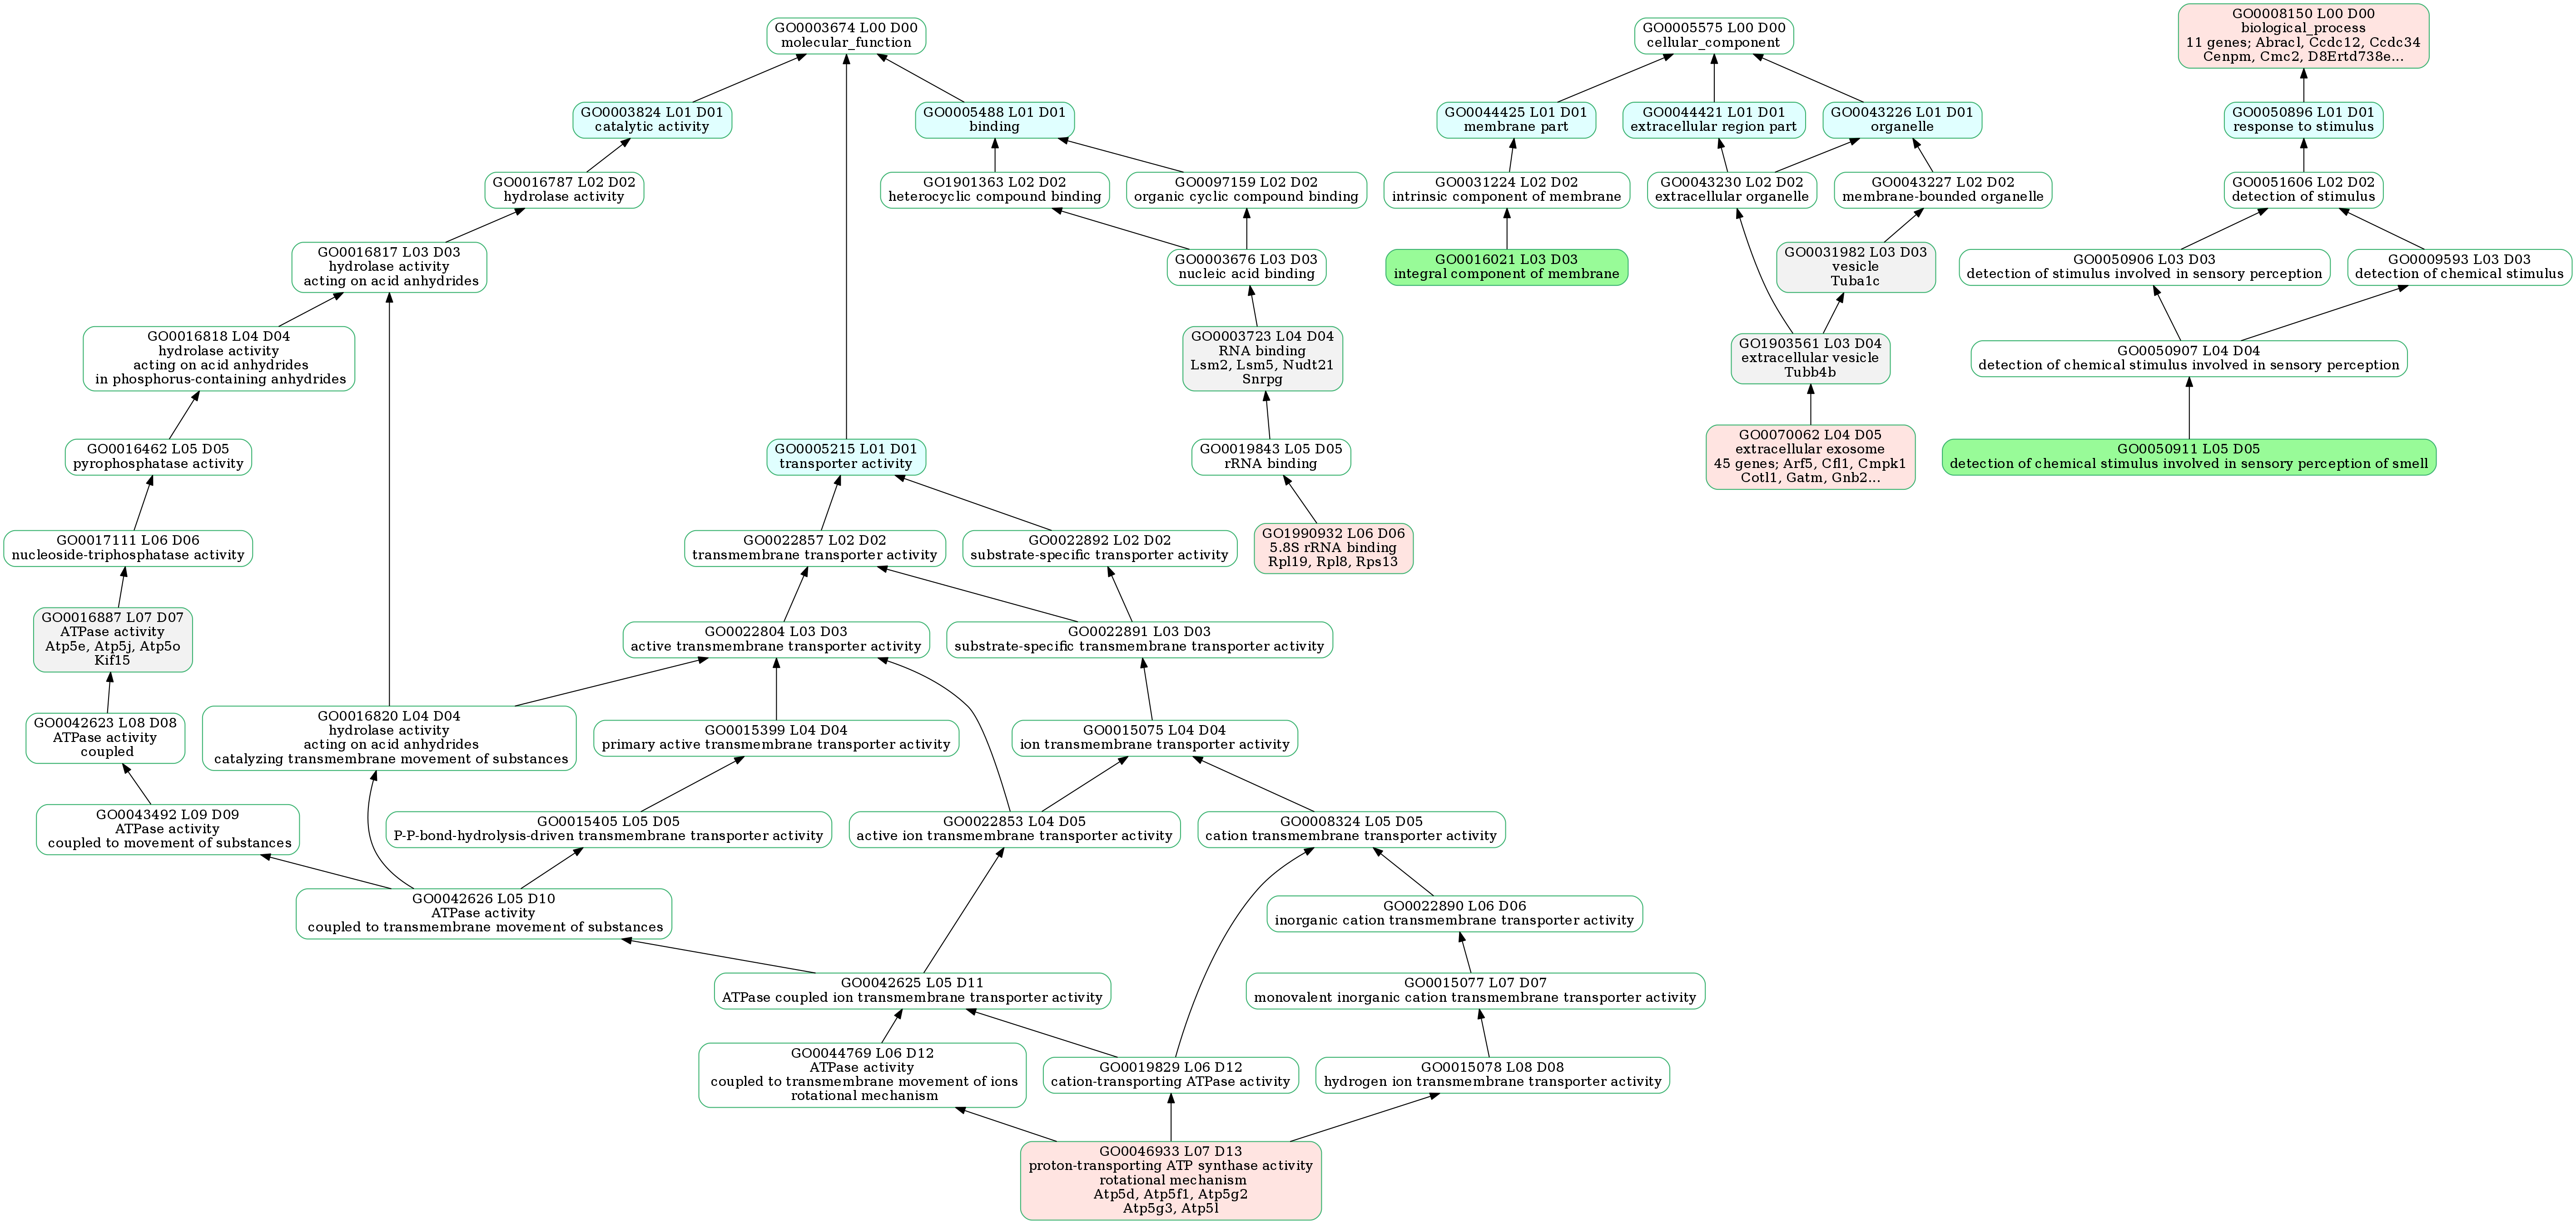 GO0003674 L00 D00
molecular_function
GO0005575 L00 D00
cellular_component
GO0008150 L00 D00
biological_process
11 genes; Abracl, Ccdc12, Ccdc34
Cenpm, Cmc2, D8Ertd738e...
GO0003824 L01 D01
catalytic activity
GO0005488 L01 D01
binding
GO0044425 L01 D01
membrane part
GO0044421 L01 D01
extracellular region part
GO0043226 L01 D01
organelle
GO0050896 L01 D01
response to stimulus
GO0016787 L02 D02
hydrolase activity
GO1901363 L02 D02
heterocyclic compound binding
GO0097159 L02 D02
organic cyclic compound binding
GO0031224 L02 D02
intrinsic component of membrane
GO0043230 L02 D02
extracellular organelle
GO0043227 L02 D02
membrane-bounded organelle
GO0051606 L02 D02
detection of stimulus
GO0016817 L03 D03
hydrolase activity
acting on acid anhydrides
GO0003676 L03 D03
nucleic acid binding
GO0016021 L03 D03
integral component of membrane
GO0031982 L03 D03
vesicle
Tuba1c
GO0050906 L03 D03
detection of stimulus involved in sensory perception
GO0009593 L03 D03
detection of chemical stimulus
GO0016818 L04 D04
hydrolase activity
acting on acid anhydrides
in phosphorus-containing anhydrides
GO0003723 L04 D04
RNA binding
Lsm2, Lsm5, Nudt21
Snrpg
GO1903561 L03 D04
extracellular vesicle
Tubb4b
GO0050907 L04 D04
detection of chemical stimulus involved in sensory perception
GO0016462 L05 D05
pyrophosphatase activity
GO0005215 L01 D01
transporter activity
GO0019843 L05 D05
rRNA binding
GO0070062 L04 D05
extracellular exosome
45 genes; Arf5, Cfl1, Cmpk1
Cotl1, Gatm, Gnb2...
GO0050911 L05 D05
detection of chemical stimulus involved in sensory perception of smell
GO0017111 L06 D06
nucleoside-triphosphatase activity
GO0022857 L02 D02
transmembrane transporter activity
GO0022892 L02 D02
substrate-specific transporter activity
GO1990932 L06 D06
5.8S rRNA binding
Rpl19, Rpl8, Rps13
GO0016887 L07 D07
ATPase activity
Atp5e, Atp5j, Atp5o
Kif15
GO0022804 L03 D03
active transmembrane transporter activity
GO0022891 L03 D03
substrate-specific transmembrane transporter activity
GO0042623 L08 D08
ATPase activity
coupled
GO0016820 L04 D04
hydrolase activity
acting on acid anhydrides
catalyzing transmembrane movement of substances
GO0015399 L04 D04
primary active transmembrane transporter activity
GO0015075 L04 D04
ion transmembrane transporter activity
GO0043492 L09 D09
ATPase activity
coupled to movement of substances
GO0015405 L05 D05
P-P-bond-hydrolysis-driven transmembrane transporter activity
GO0022853 L04 D05
active ion transmembrane transporter activity
GO0008324 L05 D05
cation transmembrane transporter activity
GO0042626 L05 D10
ATPase activity
coupled to transmembrane movement of substances
GO0022890 L06 D06
inorganic cation transmembrane transporter activity
GO0042625 L05 D11
ATPase coupled ion transmembrane transporter activity
GO0015077 L07 D07
monovalent inorganic cation transmembrane transporter activity
GO0044769 L06 D12
ATPase activity
coupled to transmembrane movement of ions
rotational mechanism
GO0019829 L06 D12
cation-transporting ATPase activity
GO0015078 L08 D08
hydrogen ion transmembrane transporter activity
GO0046933 L07 D13
proton-transporting ATP synthase activity
rotational mechanism
Atp5d, Atp5f1, Atp5g2
Atp5g3, Atp5l